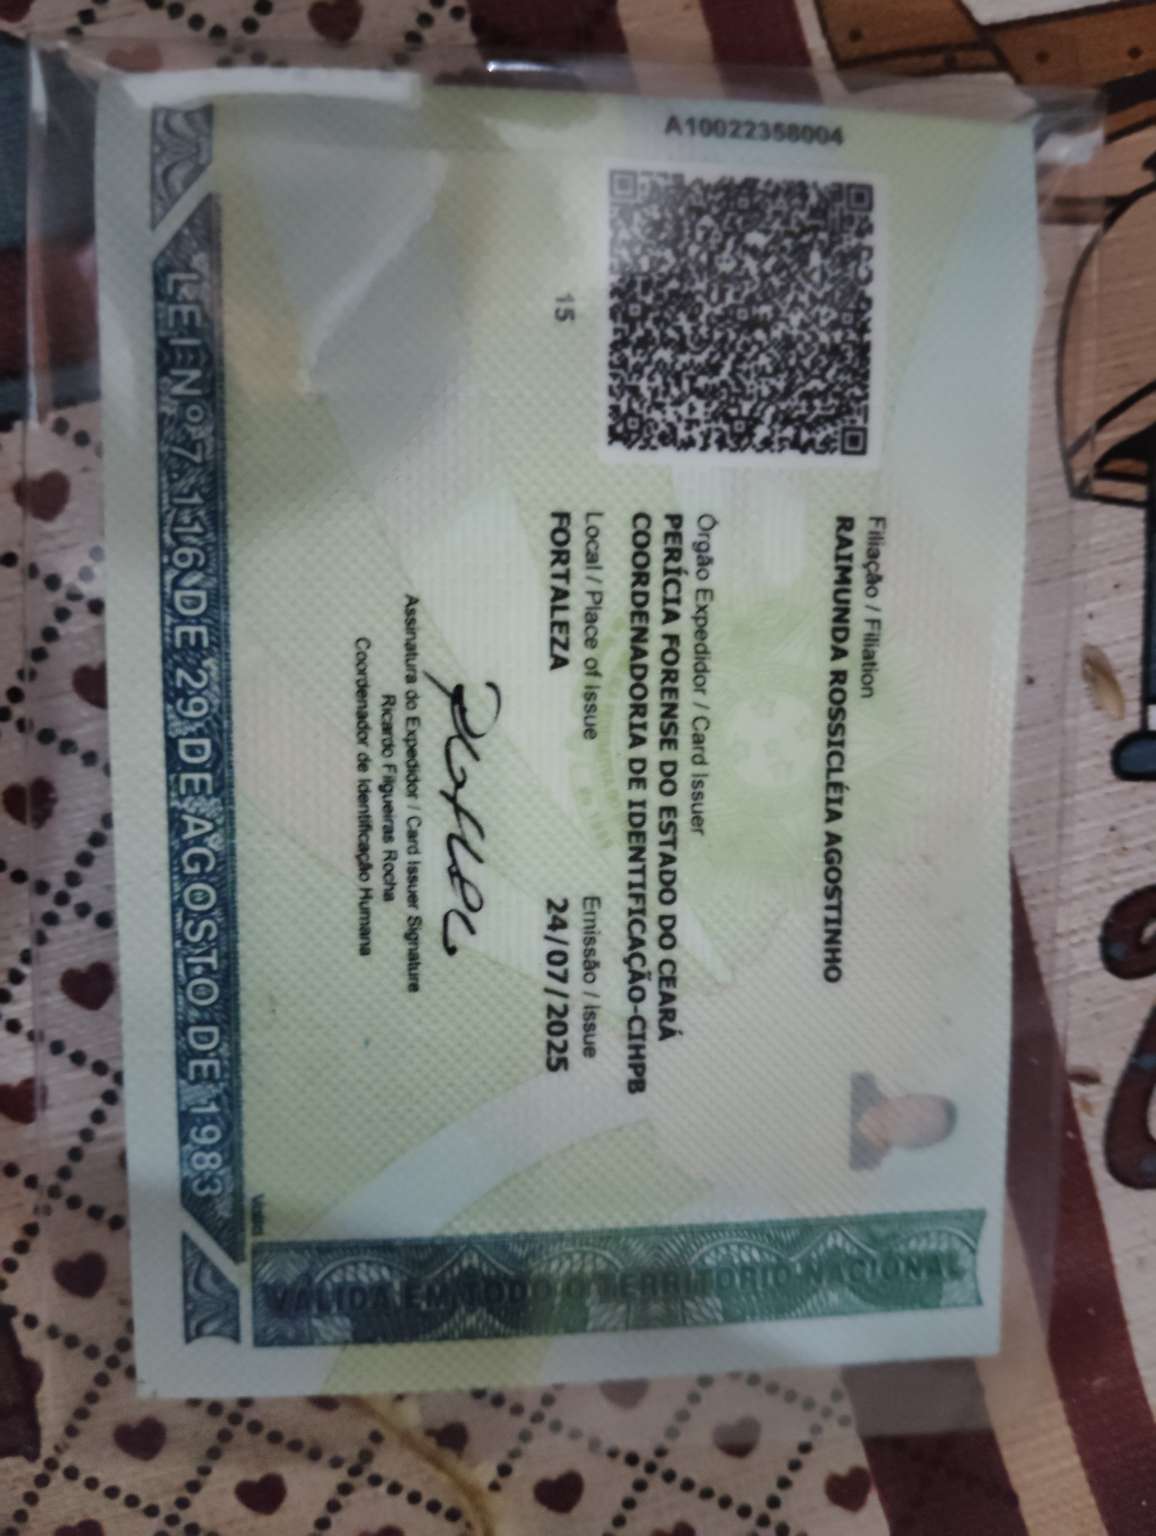 A10022358004
Filiação / Filiation
RAIMUNDA ROSSICLÉIA AGOSTINHO
Órgão Expedidor / Card Issuer
PERÍCIA FORENSE DO ESTADO DO CEARÁ
COORDENADORIA DE IDENTIFICAÇÃO-CIHPB
Local / Place of issue
Emissão / Issue
15
FORTALEZA
24/07/2025
Assinatura do Expedidor / Card Issuer Signature
Ricardo Filgueiras Rocha
Coordenador de Identificação Humana
LEI Nº 7.116 DE 29 DE AGOSTO DE 1983
VÁLIDA EM TODO O TERRITÓRIO NACIONAL